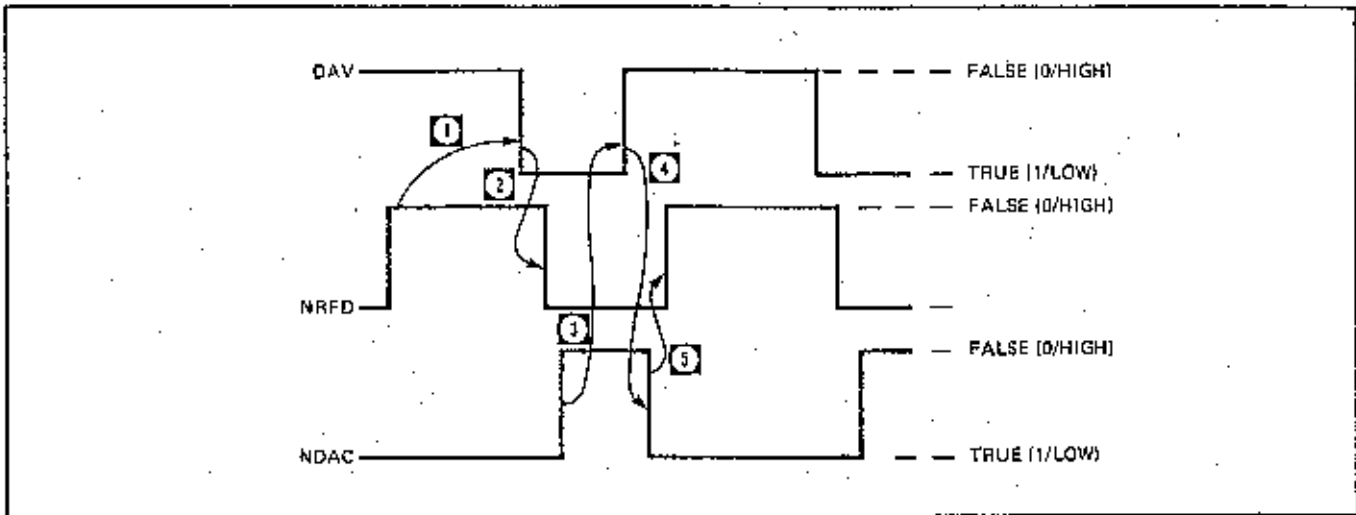 DAV
FALSE (0/HIGH)
1
2
4
TRUE (1/LOW)
FALSE (0/HIGH)
NRFD
3
5
FALSE (0/HIGH)
NDAC
TRUE (1/LOW)